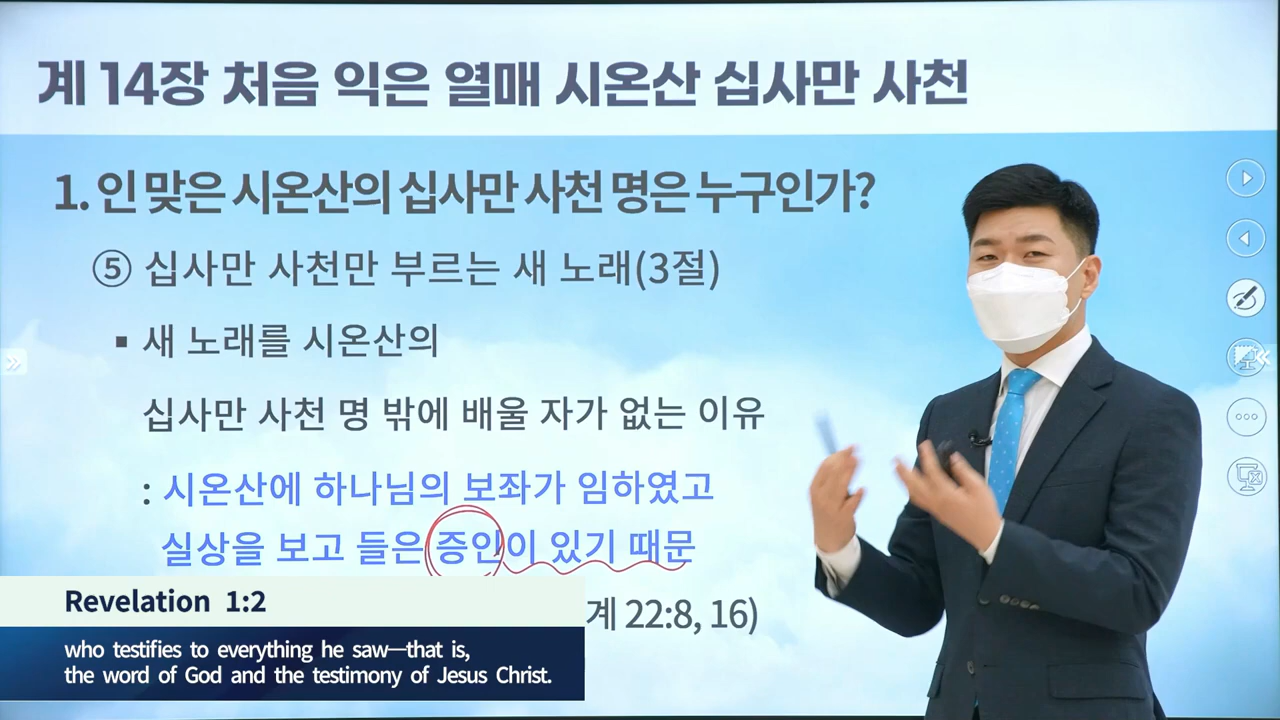 계 14장 처음 익은 열매 시온산 십사만 사천
1. 인 맞은 시온산의 십사만 사천 명은 누구인가?
⑤ 십사만 사천만 부르는 새 노래(3절)
▪ 새 노래를 시온산의
십사만 사천 명 밖에 배울 자가 없는 이유
: 시온산에 하나님의 보좌가 임하였고
실상을 보고 들은 증인이 있기 때문
계 22:8, 16)
Revelation 1:2
who testifies to everything he saw—that is,
the word of God and the testimony of Jesus Christ.